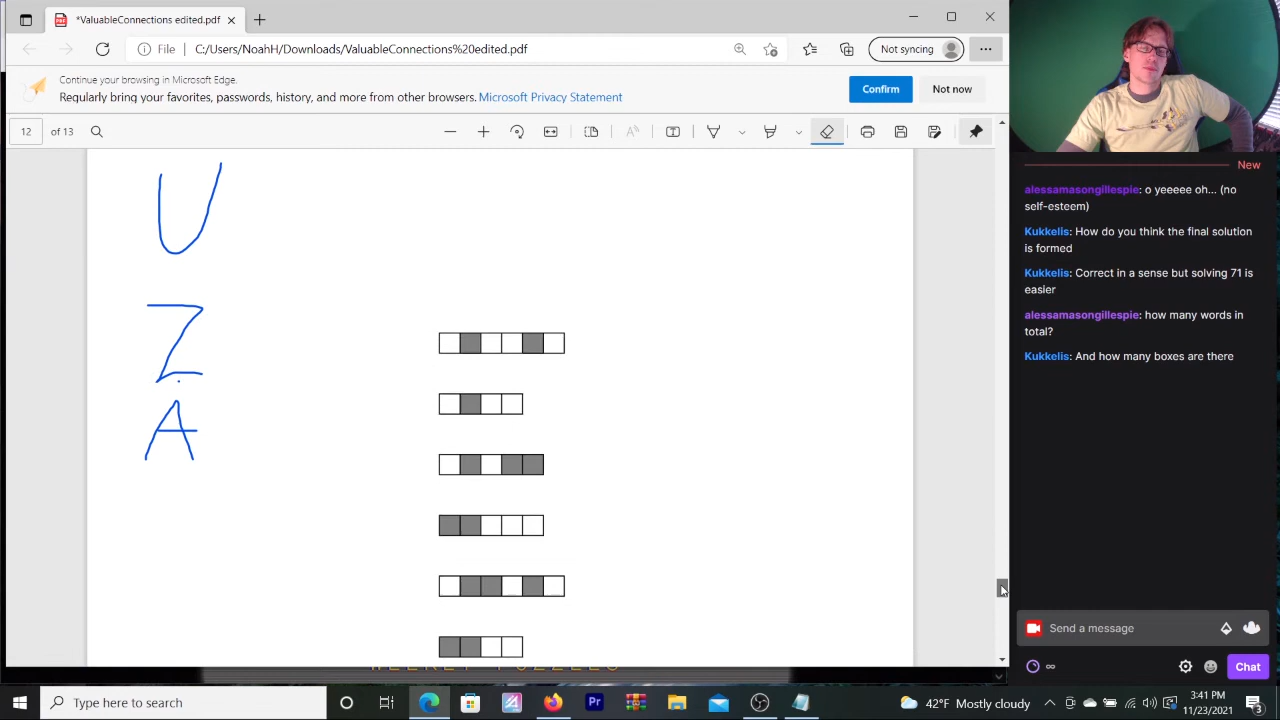 *ValuableConnections edited.pdf
File C:/Users/NoahH/Downloads/ValuableConnections%20edited.pdf
Not syncing
Continue your browsing in Microsoft Edge.
Regularly bring your favorites, passwords, history, and more from other browsers. Microsoft Privacy Statement
Confirm
Not now
12 of 13
U
Z
A
New
alessamasongillespie: o yeeeee oh... (no
self-esteem)
Kukkelis: How do you think the final solution
is formed
Kukkelis: Correct in a sense but solving 71 is
easier
alessamasongillespie: how many words in
total?
Kukkelis: And how many boxes are there
Send a message
Chat
Type here to search
42°F Mostly cloudy
3:41 PM
11/23/2021
3